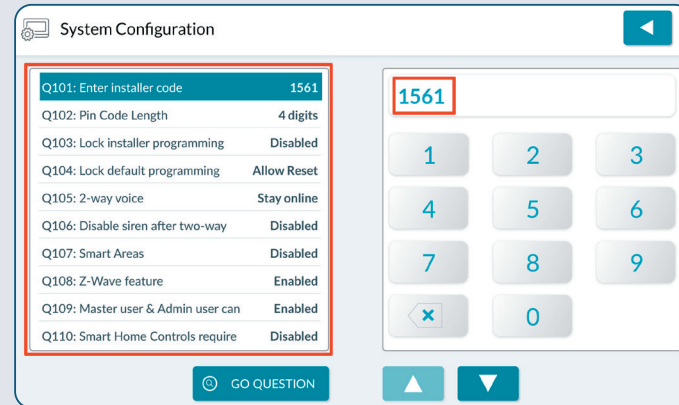 System Configuration
Q101: Enter installer code 1561
Q102: Pin Code Length 4 digits
Q103: Lock installer programming Disabled
Q104: Lock default programming Allow Reset
Q105: 2-way voice Stay online
Q106: Disable siren after two-way Disabled
Q107: Smart Areas Disabled
Q108: Z-Wave feature Enabled
Q109: Master user & Admin user can Enabled
Q110: Smart Home Controls require Disabled
GO QUESTION
1561
1 2 3
4 5 6
7 8 9
0